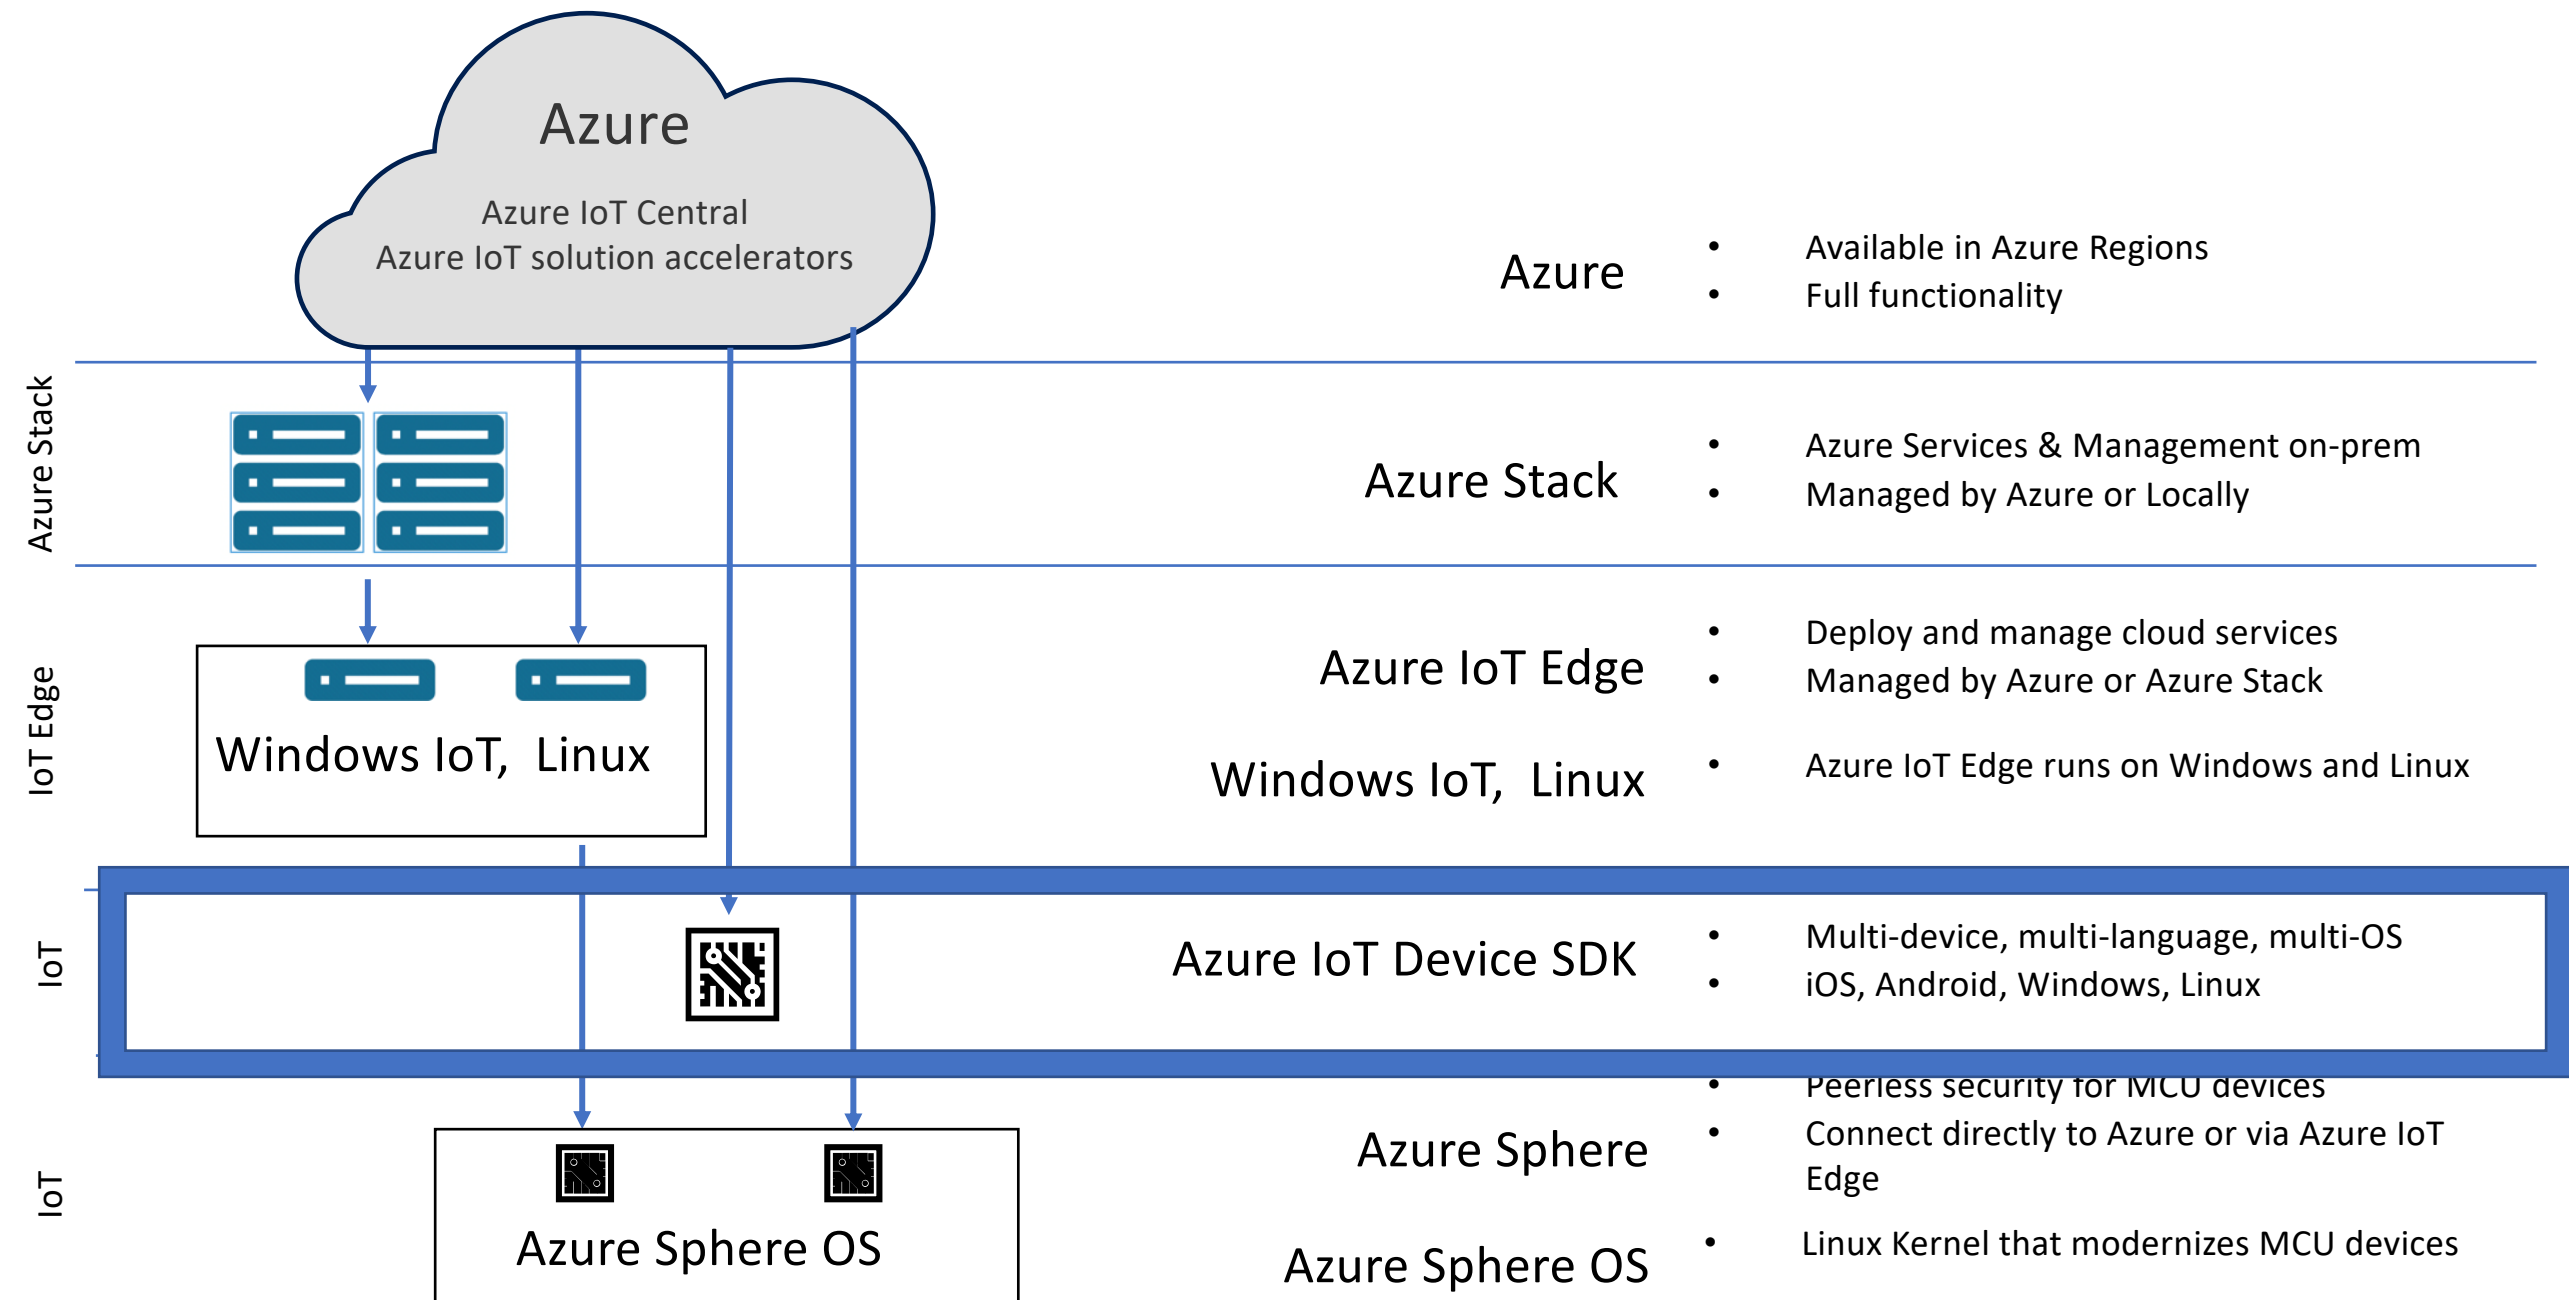 Azure
Azure IoT Central
Azure IoT solution accelerators
Azure
• Available in Azure Regions
• Full functionality
Azure Stack
Azure Stack
• Azure Services & Management on-prem
• Managed by Azure or Locally
IoT Edge
Windows IoT, Linux
Azure IoT Edge
• Deploy and manage cloud services
• Managed by Azure or Azure Stack
Windows IoT, Linux
• Azure IoT Edge runs on Windows and Linux
IoT
Azure IoT Device SDK
• Multi-device, multi-language, multi-OS
• iOS, Android, Windows, Linux
IoT
Azure Sphere OS
Azure Sphere
• Peerless security for MCU devices
• Connect directly to Azure or via Azure IoT
Edge
Azure Sphere OS
• Linux Kernel that modernizes MCU devices